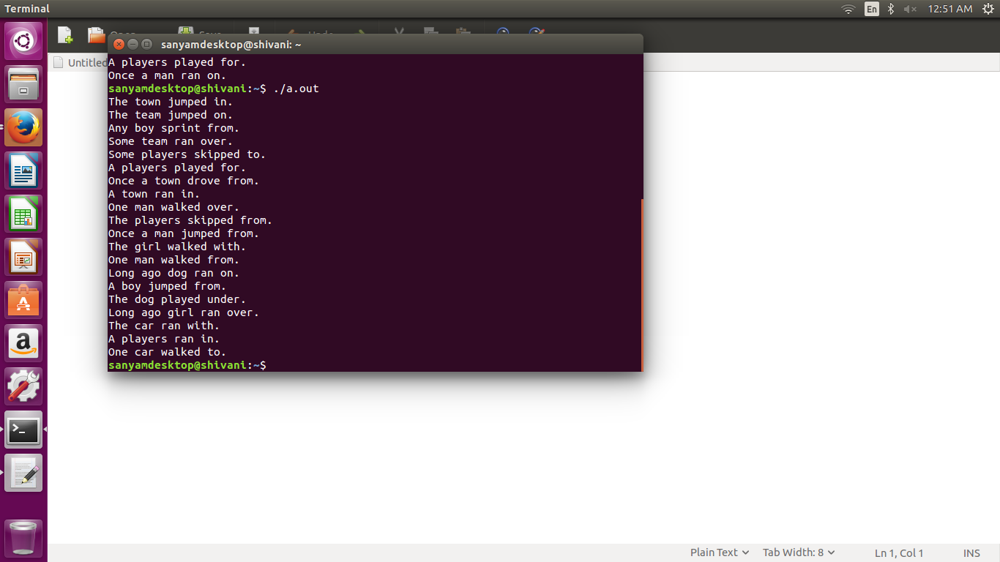 Terminal
En
12:51 AM
Open
Save
Undo
sanyamdesktop@shivani: ~
Untitled
A players played for.
Once a man ran on.
sanyamdesktop@shivani:~$ ./a.out
The town jumped in.
The team jumped on.
Any boy sprint from.
Some team ran over.
Some players skipped to.
A players played for.
Once a town drove from.
A town ran in.
One man walked over.
The players skipped from.
Once a man jumped from.
The girl walked with.
One man walked from.
Long ago dog ran on.
A boy jumped from.
The dog played under.
Long ago girl ran over.
The car ran with.
A players ran in.
One car walked to.
sanyamdesktop@shivani:~$
Plain Text
Tab Width: 8
Ln 1, Col 1
INS